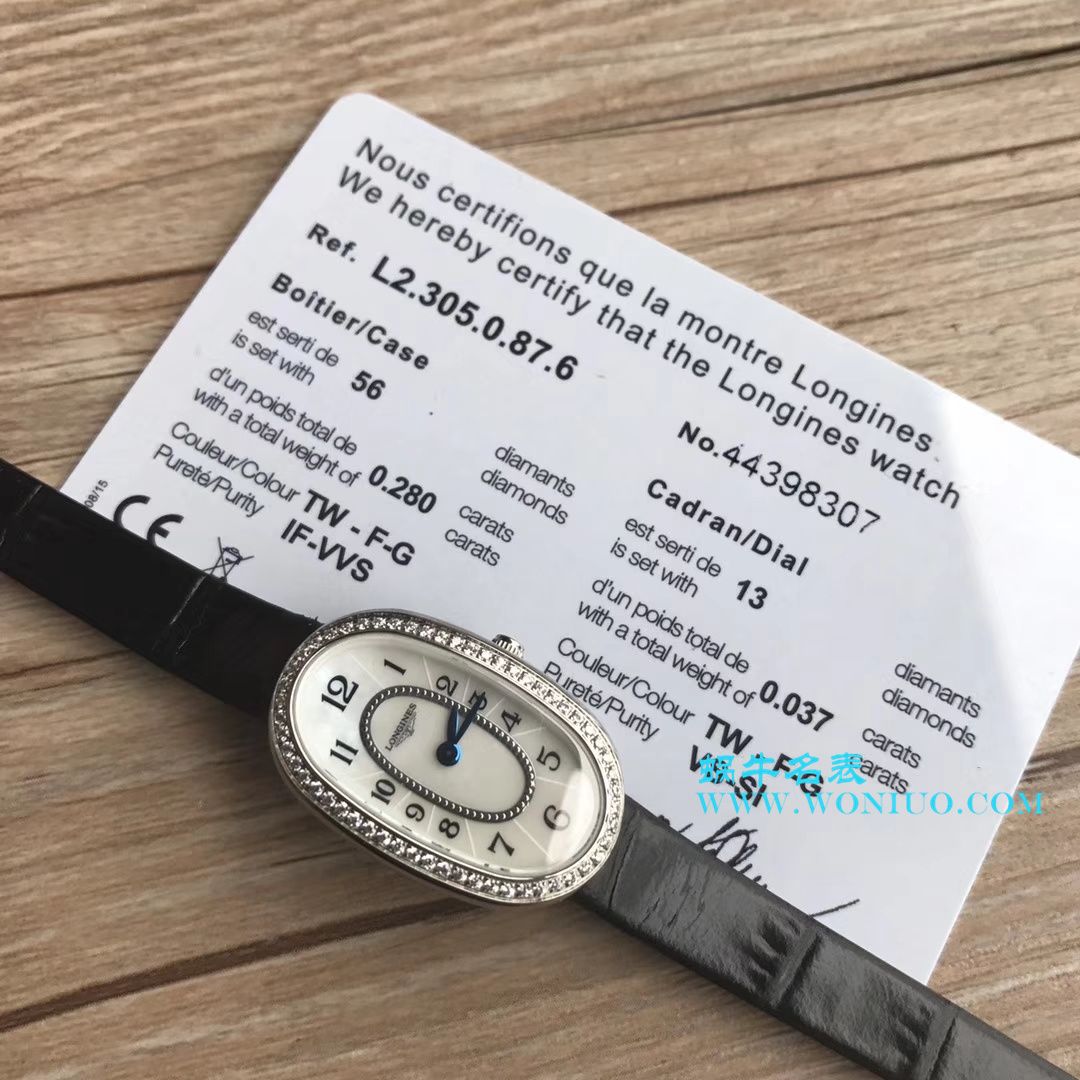 Nous certifions que la montre Longines
We hereby certify that the Longines watch
Ref. L2.305.0.87.6
No.44398307
Boîtier/Case
est serti de
is set with 56 diamants
diamonds
d'un poids total de
with a total weight of 0.280 carats
carats
Couleur/Colour TW - F-G
Pureté/Purity IF-VVS
08/15
CE
Cadran/Dial
est serti de
is set with 13 diamants
diamonds
d'un poids total de
with a total weight of 0.037 carats
carats
Couleur/Colour TW - F-G
Pureté/Purity
LONGINES
12
1
2
3
4
5
6
7
8
9
10
11
蜗牛名表
WWW.WONIUO.COM